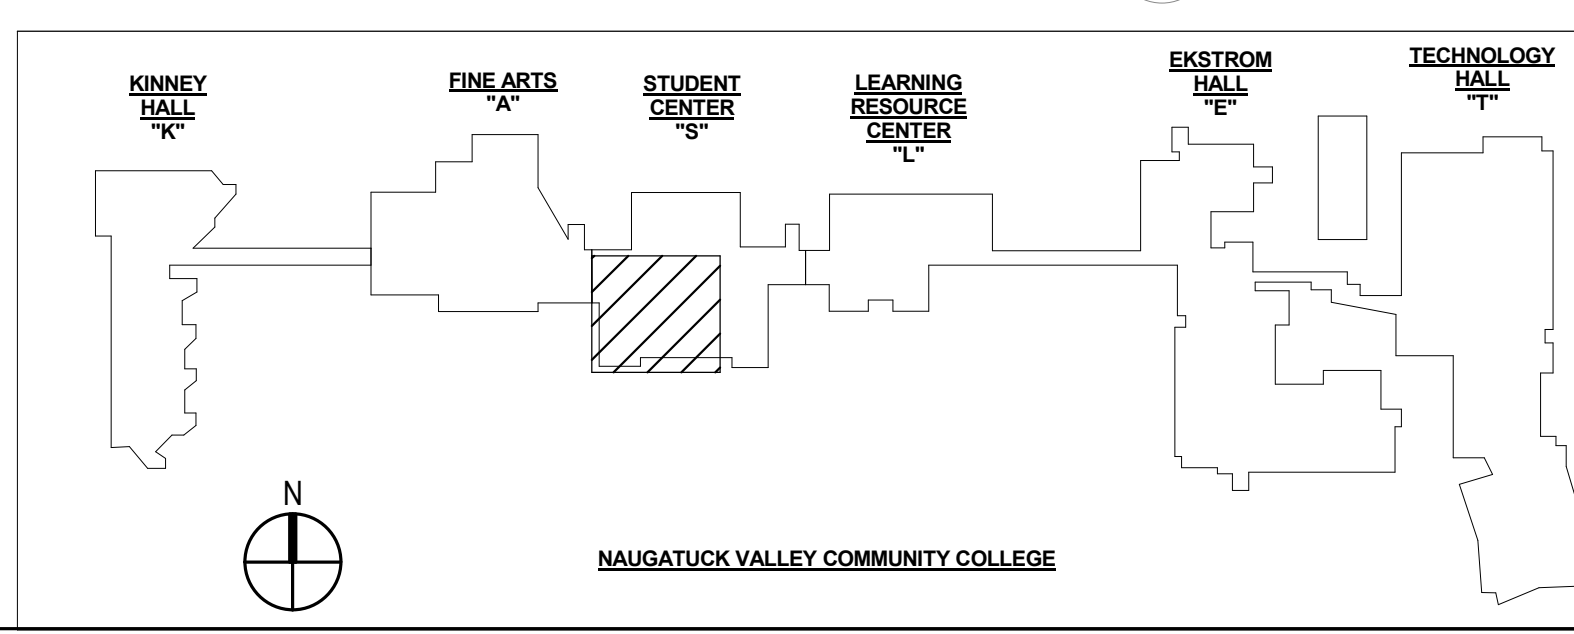 KINNEY
HALL
"K"
FINE ARTS
"A"
STUDENT
CENTER
"S"
LEARNING
RESOURCE
CENTER
"L"
EKSTROM
HALL
"E"
TECHNOLOGY
HALL
"T"
N
NAUGATUCK VALLEY COMMUNITY COLLEGE